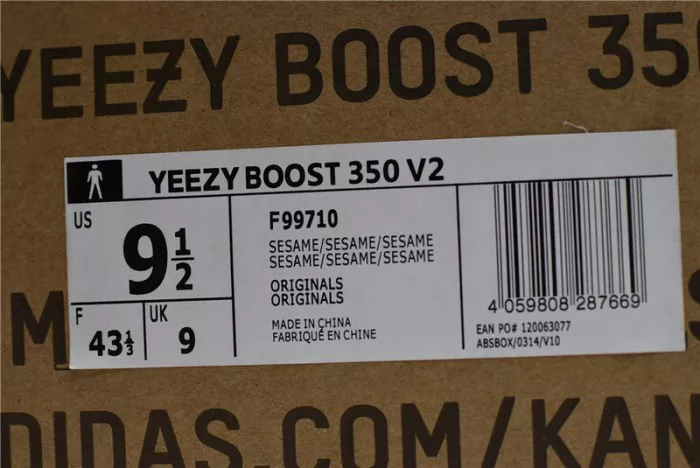 YEEZY BOOST 350
YEEZY BOOST 350 V2
US
9 1/2
F
43 1/3
UK
9
F99710
SESAME/SESAME/SESAME
SESAME/SESAME/SESAME
ORIGINALS
ORIGINALS
MADE IN CHINA
FABRIQUÉ EN CHINE
4 059808 287669
EAN PO# 120063077
ABSBOX/0314/V10
M
ADIDAS.COM/KAN